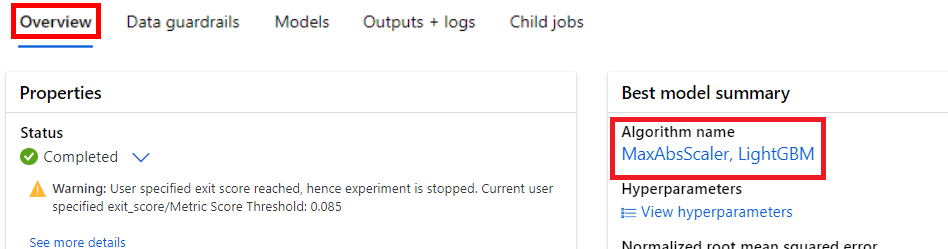 Overview Data guardrails Models Outputs + logs Child jobs
Properties
Status
Completed
Warning: User specified exit score reached, hence experiment is stopped. Current user
specified exit_score/Metric Score Threshold: 0.085
See more details
Best model summary
Algorithm name
MaxAbsScaler, LightGBM
Hyperparameters
View hyperparameters
Normalized root mean squared error